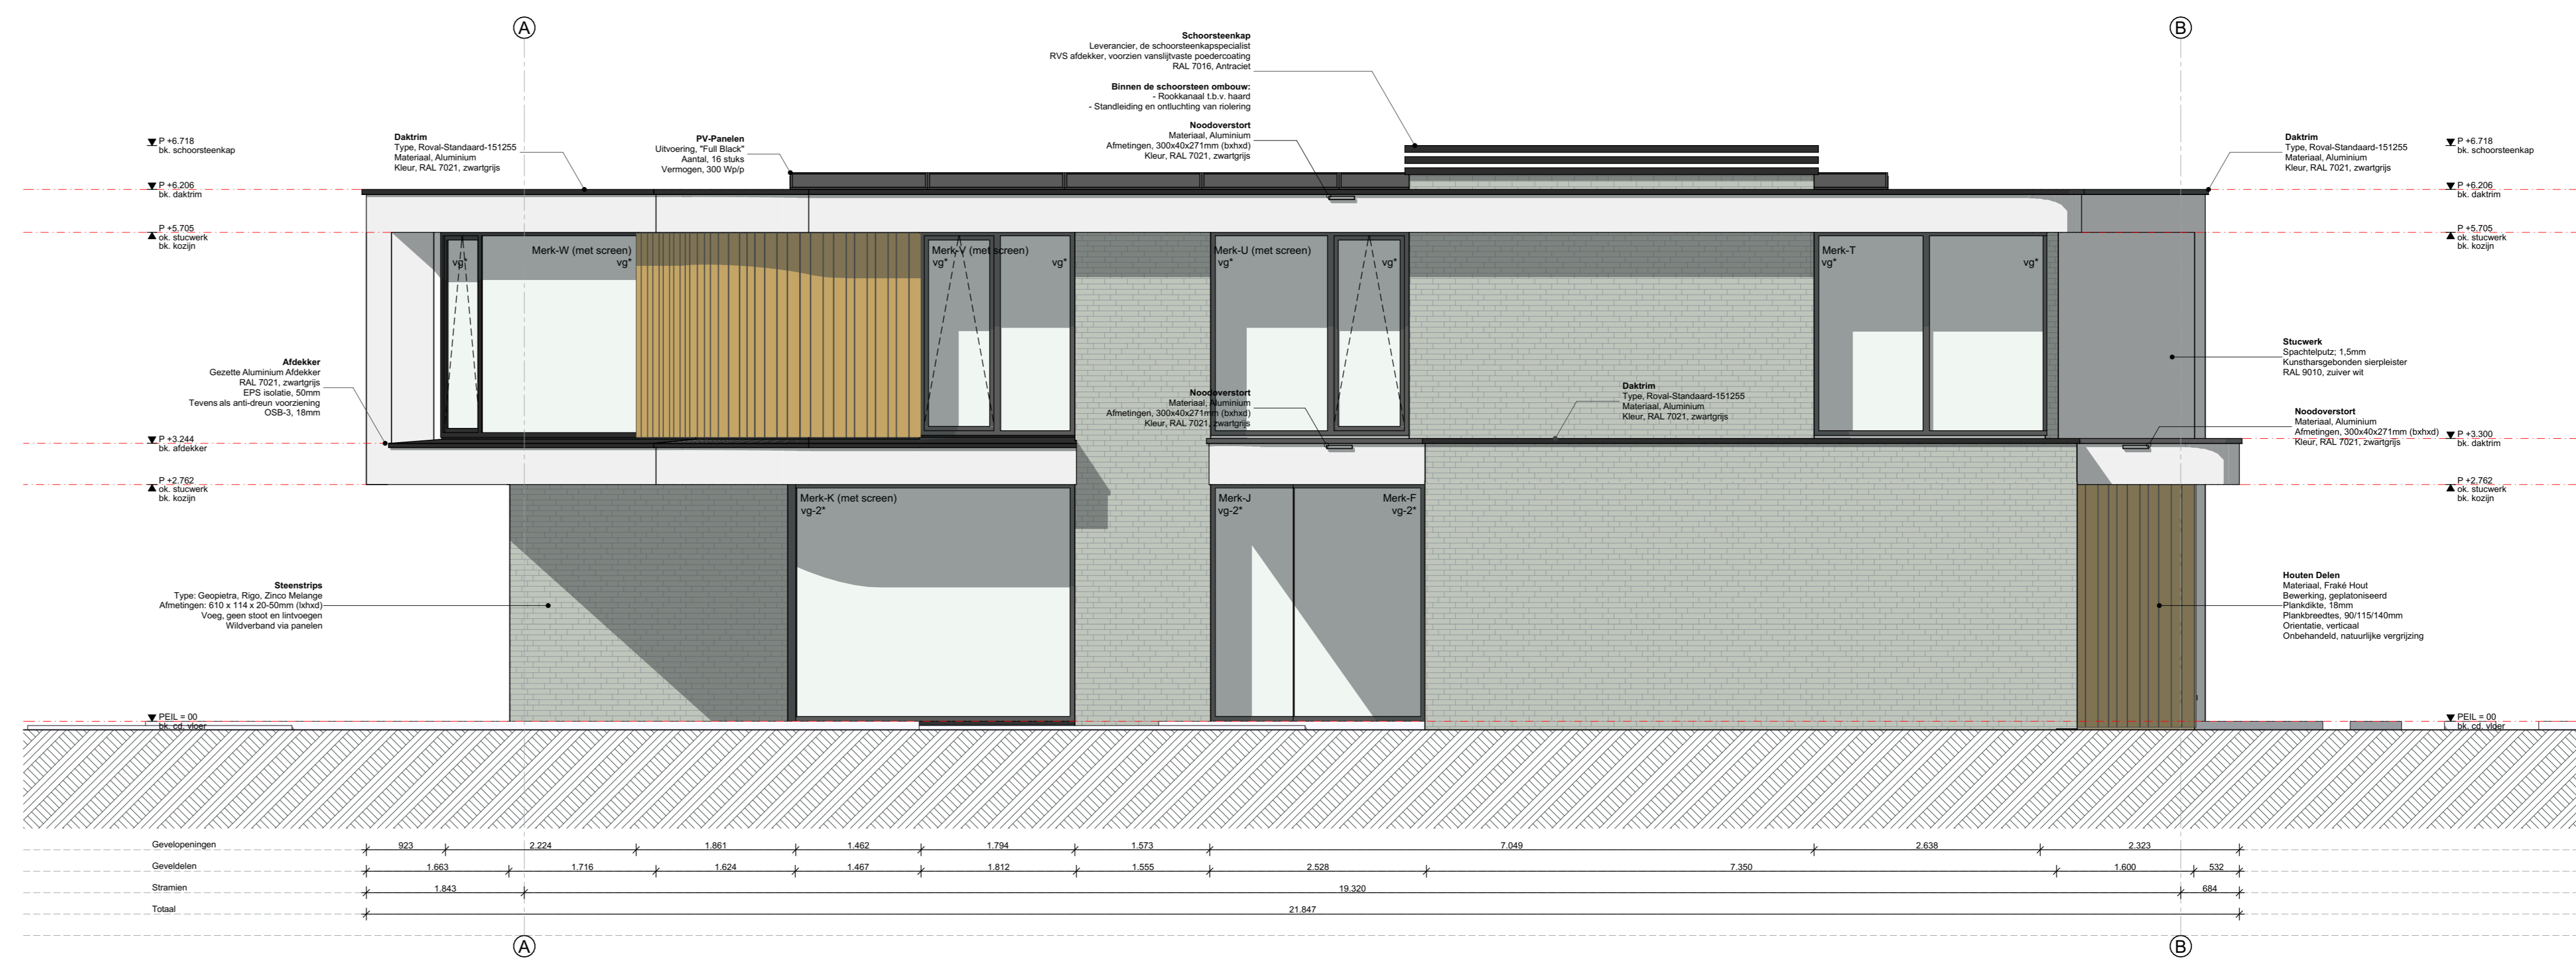 A
B
Schoorsteenkap
Leverancier, de schoorsteenkapspecialist
RVS afdekker, voorzien vanslijtvaste poedercoating
RAL 7016, Antraciet
Binnen de schoorsteen ombouw:
- Rookkanaal t.b.v. haard
- Standleiding en ontluchting van riolering
Noodoverstort
Materiaal, Aluminium
Afmetingen, 300x40x271mm (bxhxd)
Kleur, RAL 7021, zwartgrijs
P +6.718
bk. schoorsteenkap
Daktrim
Type, Roval-Standaard-151255
Materiaal, Aluminium
Kleur, RAL 7021, zwartgrijs
PV-Panelen
Uitvoering, "Full Black"
Aantal, 16 stuks
Vermogen, 300 Wp/p
Daktrim
Type, Roval-Standaard-151255
Materiaal, Aluminium
Kleur, RAL 7021, zwartgrijs
P +6.718
bk. schoorsteenkap
P +6.206
bk. daktrim
P +6.206
bk. daktrim
P +5.705
ok. stucwerk
bk. kozijn
P +5.705
ok. stucwerk
bk. kozijn
vg*
Merk-W (met screen)
vg*
Merk-V (met screen)
vg*
vg*
Merk-U (met screen)
vg*
vg*
Merk-T
vg*
vg*
Afdekker
Gezette Aluminium Afdekker
RAL 7021, zwartgrijs
EPS isolatie, 50mm
Tevens als anti-dreun voorziening
OSB-3, 18mm
Noodoverstort
Materiaal, Aluminium
Afmetingen, 300x40x271mm (bxhxd)
Kleur, RAL 7021, zwartgrijs
Daktrim
Type, Roval-Standaard-151255
Materiaal, Aluminium
Kleur, RAL 7021, zwartgrijs
Stucwerk
Spachtelputz; 1,5mm
Kunstharsgebonden sierpleister
RAL 9010, zuiver wit
Noodoverstort
Materiaal, Aluminium
Afmetingen, 300x40x271mm (bxhxd)
Kleur, RAL 7021, zwartgrijs
P +3.244
bk. afdekker
P +3.300
bk. daktrim
P +2.762
ok. stucwerk
bk. kozijn
P +2.762
ok. stucwerk
bk. kozijn
Merk-K (met screen)
vg-2*
Merk-J
vg-2*
Merk-F
vg-2*
Steenstrips
Type: Geopietra, Rigo, Zinco Melange
Afmetingen: 610 x 114 x 20-50mm (lxhxd)
Voeg, geen stoot en lintvoegen
Wildverband via panelen
Houten Delen
Materiaal, Fraké Hout
Bewerking, geplatoniseerd
Plankdikte, 18mm
Plankbreedtes, 90/115/140mm
Orientatie, verticaal
Onbehandeld, natuurlijke vergrijzing
PEIL = 00
bk. cd. vloer
PEIL = 00
bk. cd. vloer
Gevelopeningen 923 2.224 1.861 1.462 1.794 1.573 7.049 2.638 2.323
Geveldelen 1.663 1.716 1.624 1.467 1.812 1.555 2.528 7.350 1.600 532
Stramien 1.843 19.320 684
Totaal 21.847
A
B